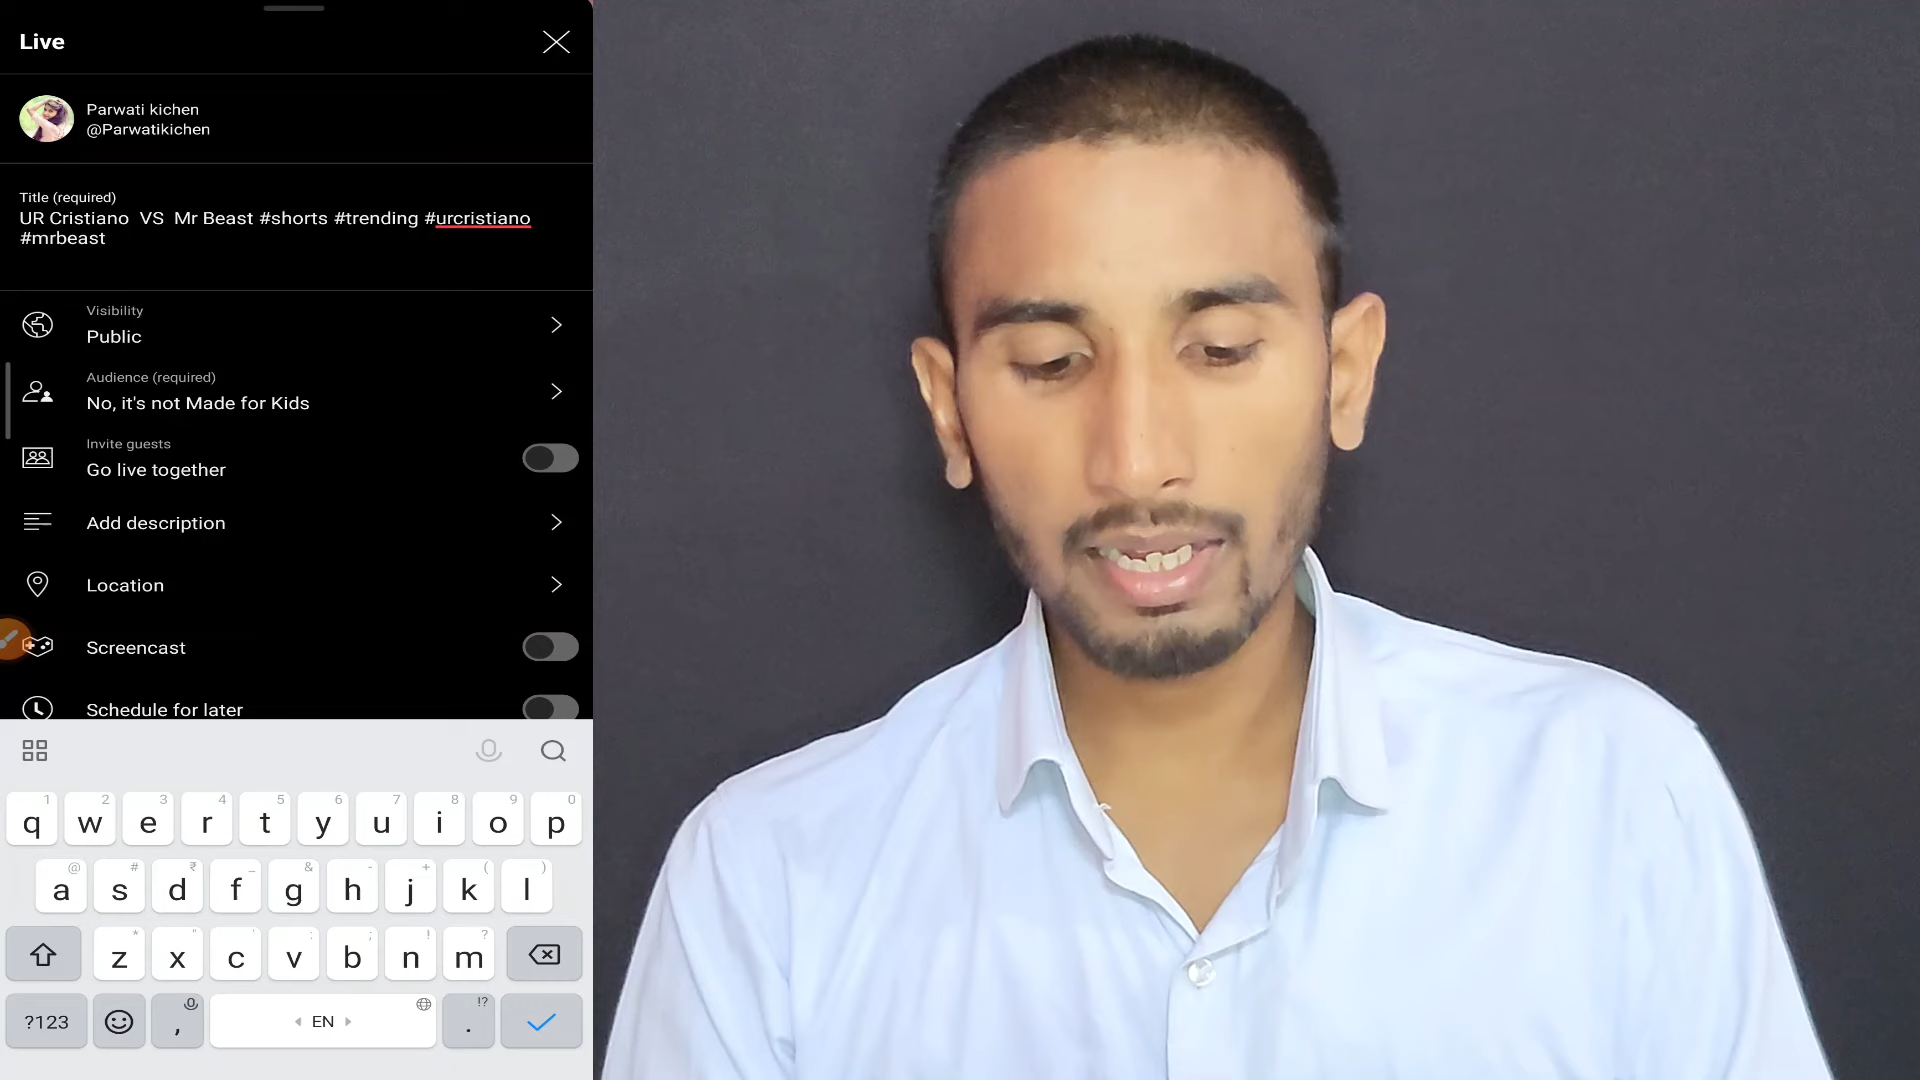 Live
Parwati kichen
@Parwatikichen
Title (required)
UR Cristiano VS Mr Beast #shorts #trending #urcristiano
#mrbeast
Visibility
Public
Audience (required)
No, it's not Made for Kids
Invite guests
Go live together
Add description
Location
Screencast
Schedule for later
1 2 3 4 5 6 7 8 9 0
q w e r t y u i o p
@ # ₹ _ & - + ( )
a s d f g h j k l
* " ' : ; ! ?
z x c v b n m
!?
?123 , EN .